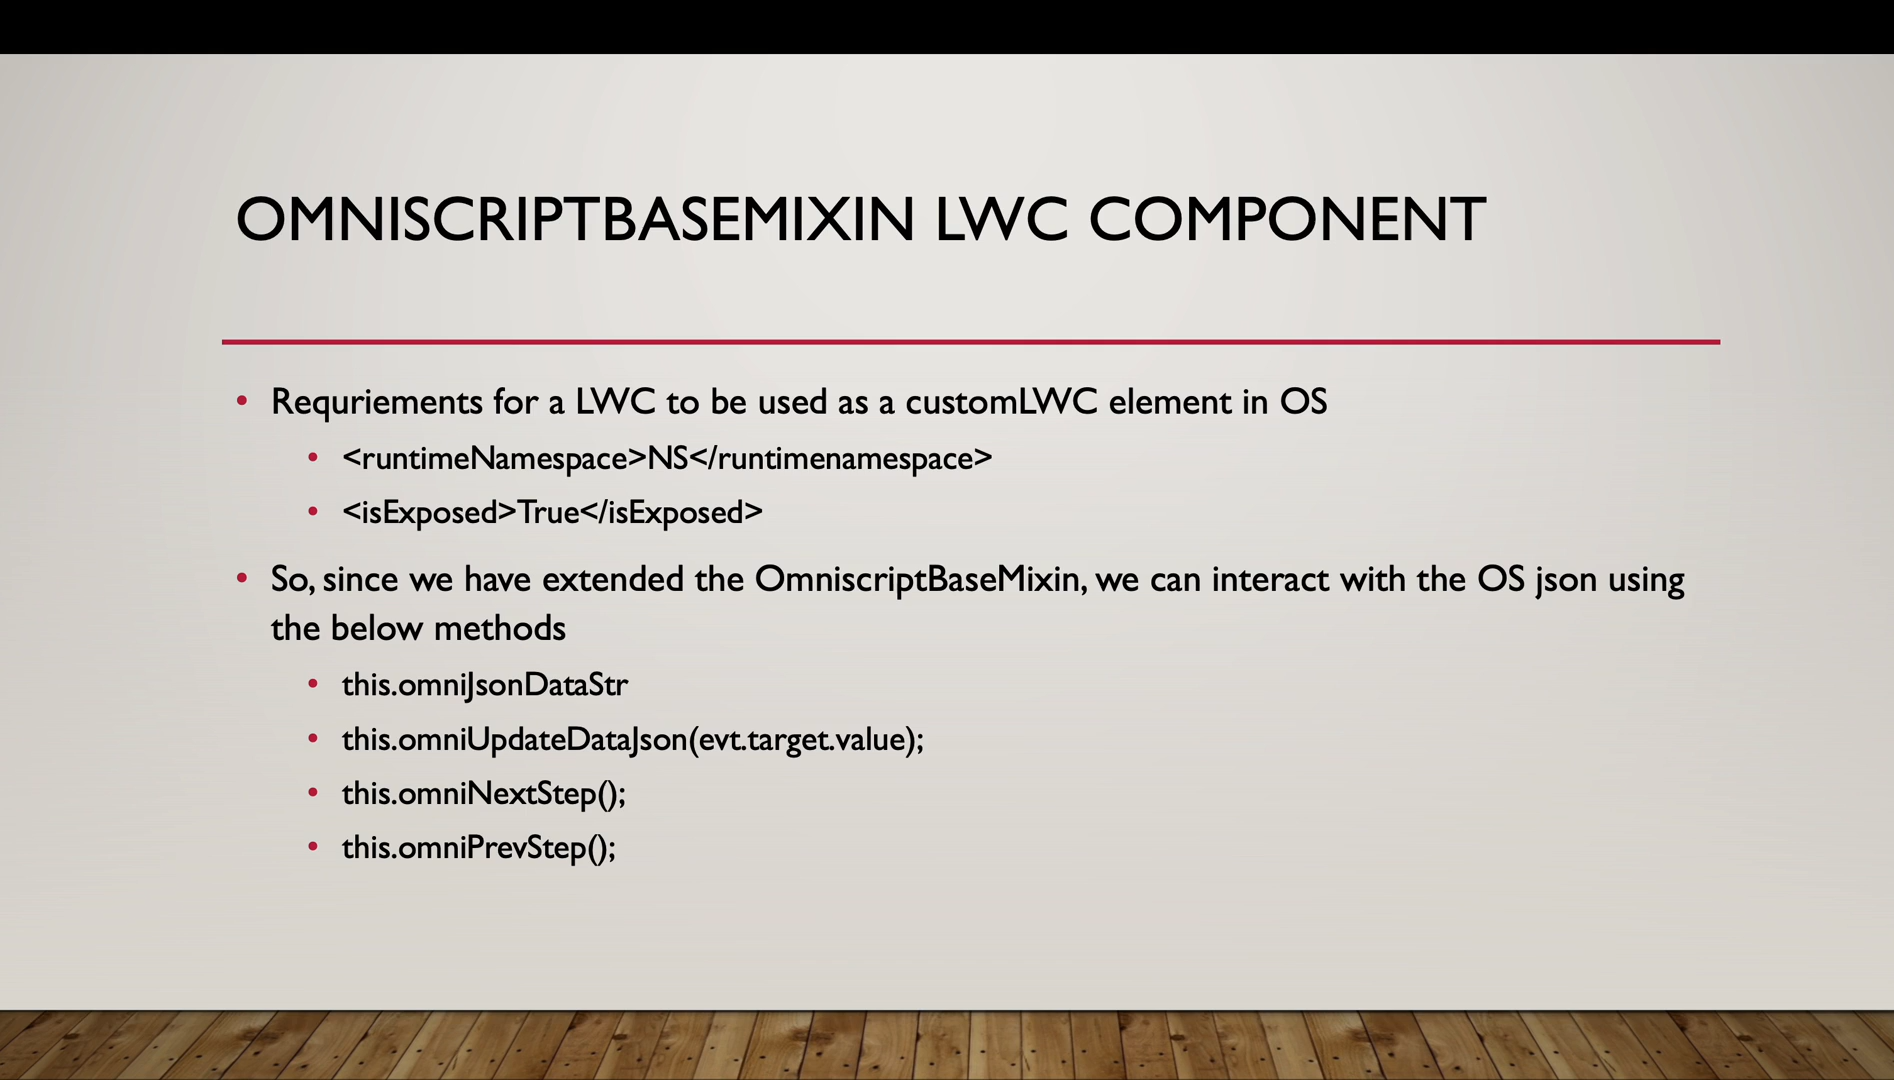 OMNISCRIPTBASEMIXIN LWC COMPONENT
• Requriements for a LWC to be used as a customLWC element in OS
• <runtimeNamespace>NS</runtimenamespace>
• <isExposed>True</isExposed>
• So, since we have extended the OmniscriptBaseMixin, we can interact with the OS json using
the below methods
• this.omniJsonDataStr
• this.omniUpdateDataJson(evt.target.value);
• this.omniNextStep();
• this.omniPrevStep();